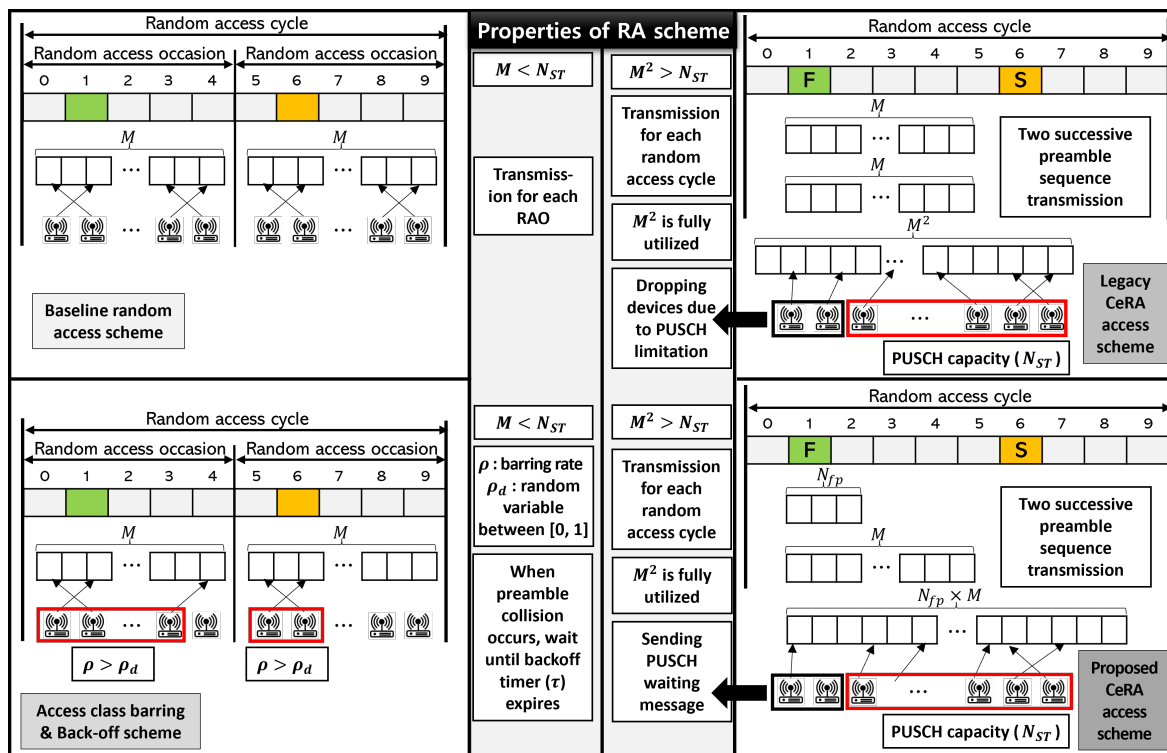 Random access cycle
Random access occasion
Random access occasion
0 1 2 3 4 5 6 7 8 9
M
M
...
...
...
...
Baseline random
access scheme
Properties of RA scheme
M < N_ST
Transmiss-
ion for each
RAO
M² > N_ST
Transmission
for each
random
access cycle
M² is fully
utilized
Dropping
devices due
to PUSCH
limitation
Random access cycle
0 1 2 3 4 5 6 7 8 9
F S
M
...
M
...
Two successive
preamble
sequence
transmission
M²
...
...
Legacy
CeRA
access
scheme
PUSCH capacity ( N_ST )
Random access cycle
Random access occasion
Random access occasion
0 1 2 3 4 5 6 7 8 9
M
M
...
...
...
...
ρ > ρ_d
ρ > ρ_d
Access class barring
& Back-off scheme
M < N_ST
ρ : barring rate
ρ_d : random
variable
between [0, 1]
When
preamble
collision
occurs, wait
until backoff
timer (τ)
expires
M² > N_ST
Transmission
for each
random
access cycle
M² is fully
utilized
Sending
PUSCH
waiting
message
Random access cycle
0 1 2 3 4 5 6 7 8 9
F S
N_fp
M
...
Two successive
preamble
sequence
transmission
N_fp × M
...
...
Proposed
CeRA
access
scheme
PUSCH capacity ( N_ST )